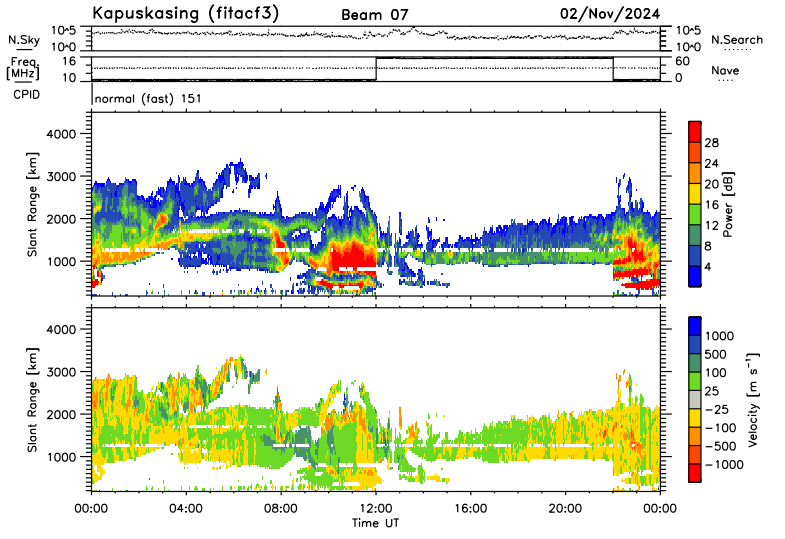 Kapuskasing (fitacf3) Beam 07 02/Nov/2024
N.Sky 10^5 10^0 10^5 10^0 N.Search
Freq. [MHz] 16 10 60 0 Nave
CPID normal (fast) 151
Slant Range [km] 4000 3000 2000 1000
28 24 20 16 12 8 4 Power [dB]
Slant Range [km] 4000 3000 2000 1000
1000 500 100 25 −25 −100 −500 −1000 Velocity [m s⁻¹]
00:00 04:00 08:00 12:00 16:00 20:00 00:00
Time UT